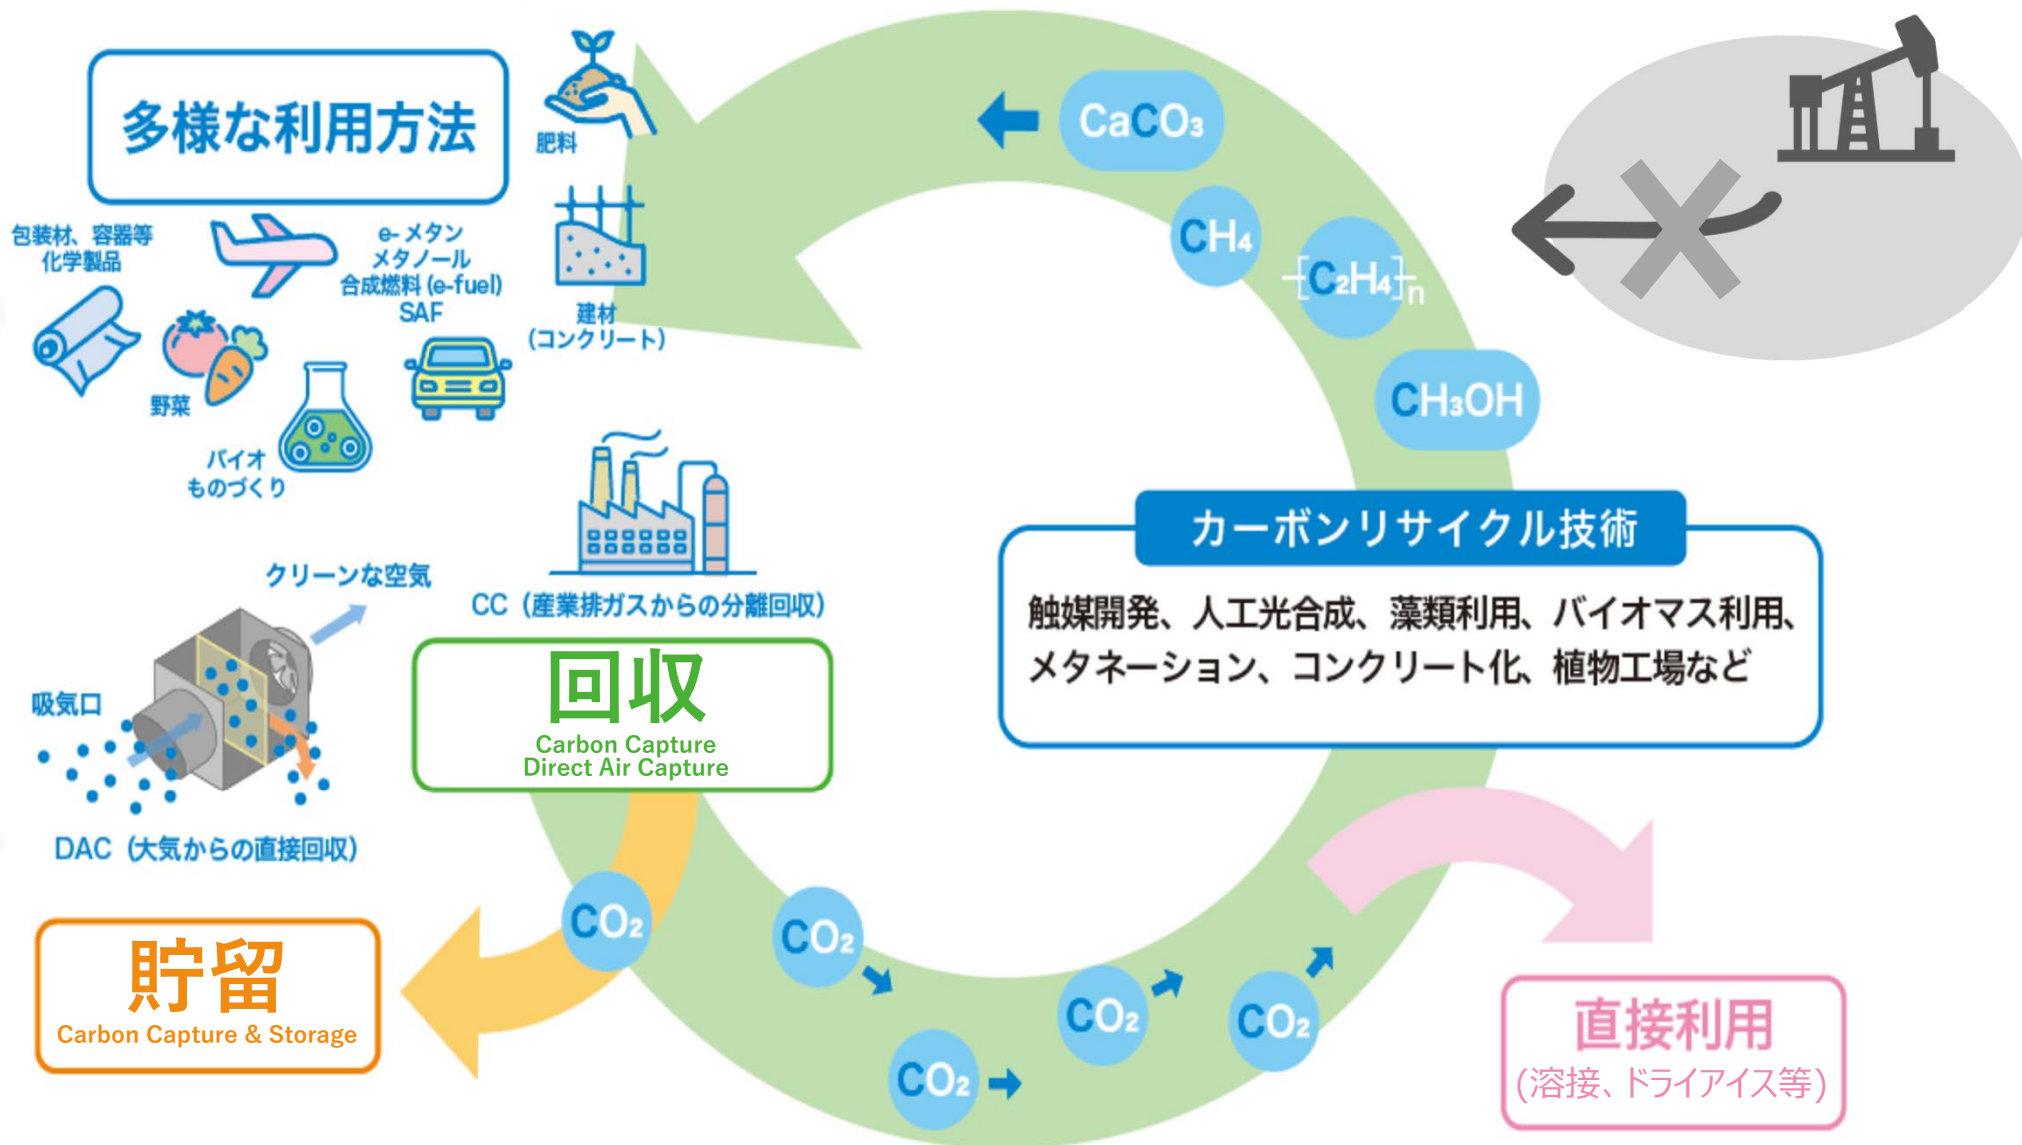 多様な利用方法
肥料
包装材、容器等
化学製品
e-メタン
メタノール
合成燃料(e-fuel)
SAF
建材
(コンクリート)
野菜
バイオ
ものづくり
CaCO₃
CH₄
[C₂H₄]n
CH₃OH
カーボンリサイクル技術
触媒開発、人工光合成、藻類利用、バイオマス利用、
メタネーション、コンクリート化、植物工場など
CC(産業排ガスからの分離回収)
回収
Carbon Capture
Direct Air Capture
クリーンな空気
吸気口
DAC(大気からの直接回収)
貯留
Carbon Capture & Storage
CO₂
CO₂
CO₂
CO₂
CO₂
直接利用
(溶接、ドライアイス等)